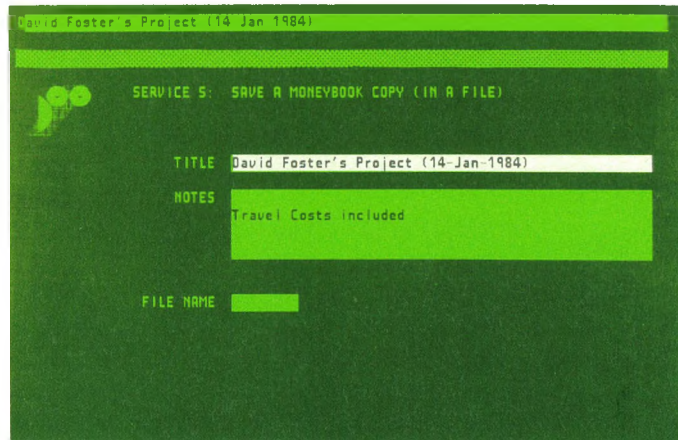 David Foster's Project (14 Jan 1984)
SERVICE S: SAVE A MONEYBOOK COPY (IN A FILE)
TITLE David Foster's Project (14-Jan-1984)
NOTES
Travel Costs included
FILE NAME